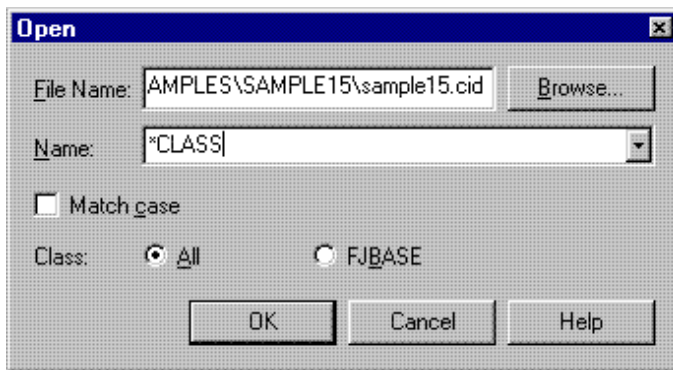 Open
File Name: AMPLES\SAMPLE15\sample15.cid Browse...
Name: *CLASS
Match case
Class: All FJBASE
OK Cancel Help